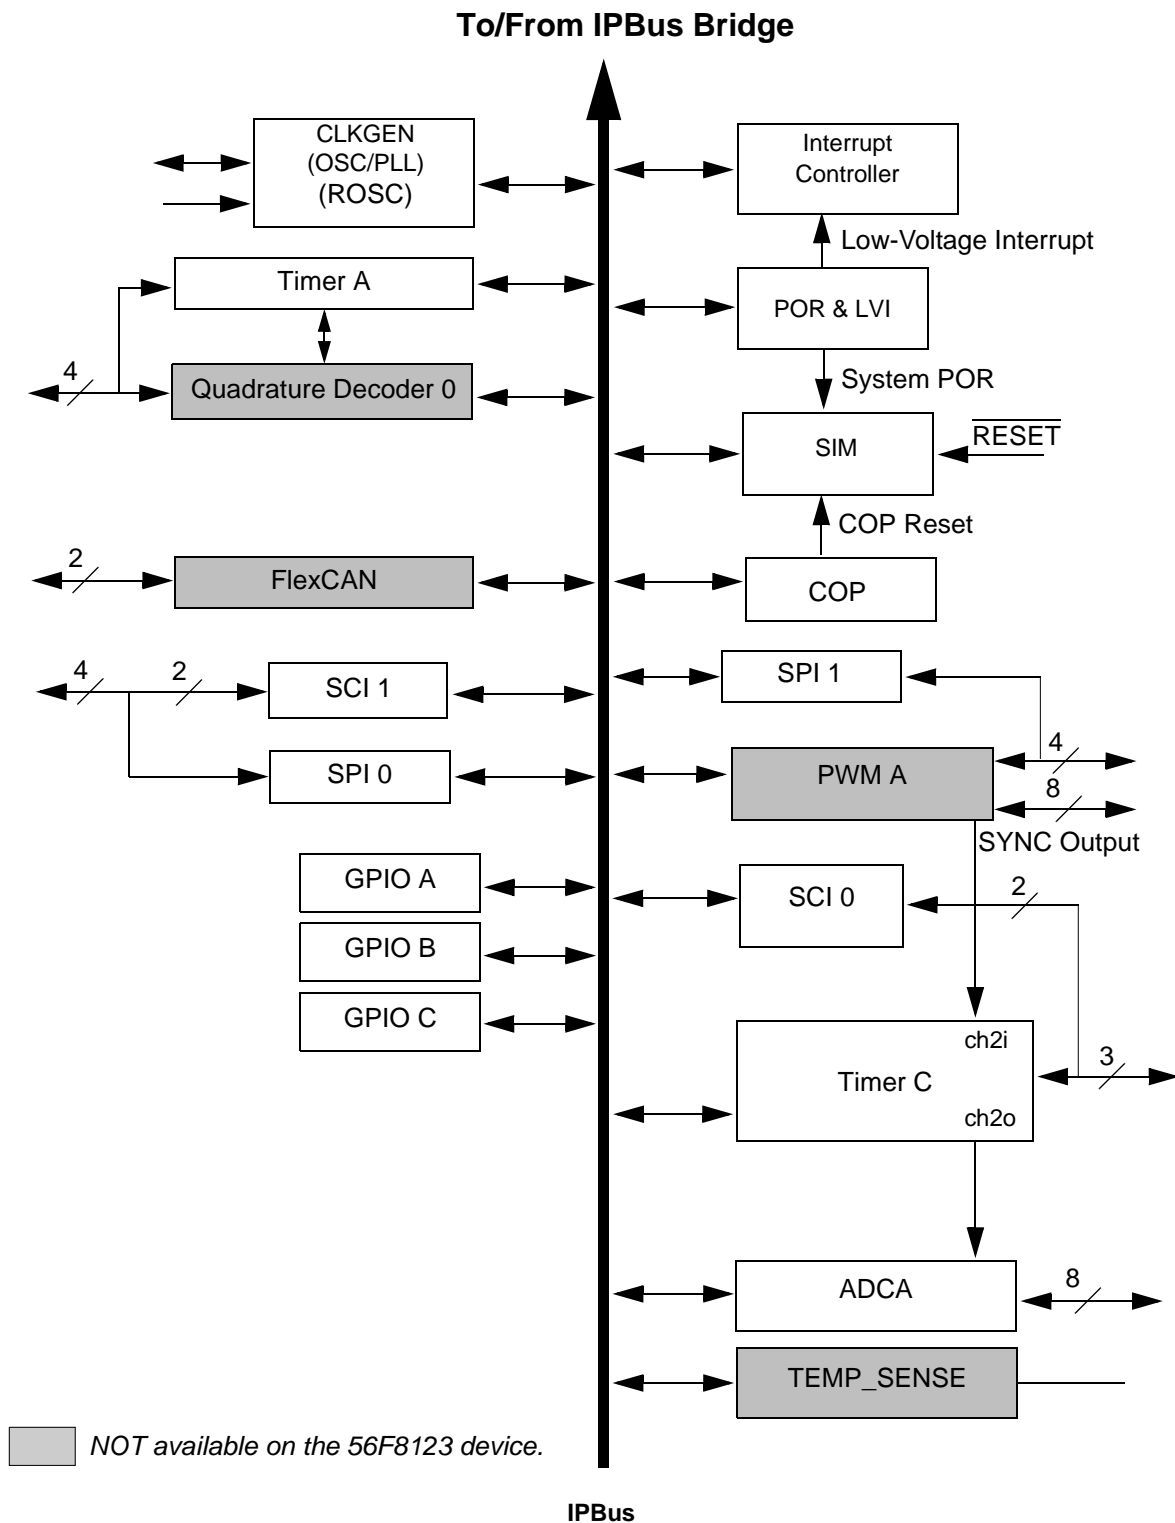 To/From IPBus Bridge
CLKGEN
(OSC/PLL)
(ROSC)
Timer A
4
Quadrature Decoder 0
2
FlexCAN
4
2
SCI 1
SPI 0
GPIO A
GPIO B
GPIO C
Interrupt
Controller
Low-Voltage Interrupt
POR & LVI
System POR
SIM
RESET
COP Reset
COP
SPI 1
4
PWM A
8
SYNC Output
2
SCI 0
ch2i
3
Timer C
ch2o
8
ADCA
TEMP_SENSE
NOT available on the 56F8123 device.
IPBus